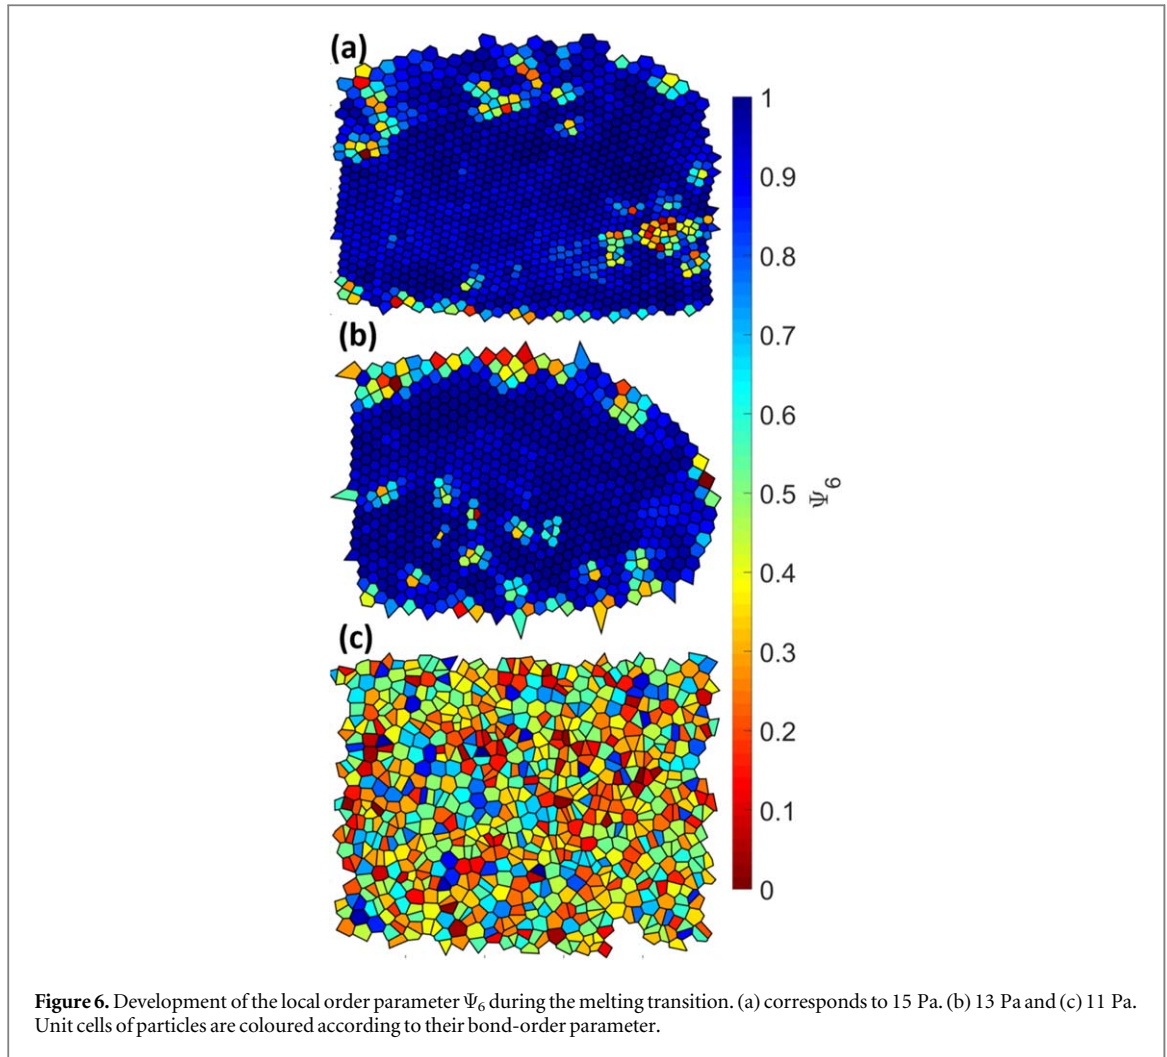 (a)
1
0.9
0.8
0.7
0.6
0.5
0.4
0.3
0.2
0.1
0
Ψ6
(b)
(c)
Figure 6. Development of the local order parameter Ψ6 during the melting transition. (a) corresponds to 15 Pa. (b) 13 Pa and (c) 11 Pa.
Unit cells of particles are coloured according to their bond-order parameter.